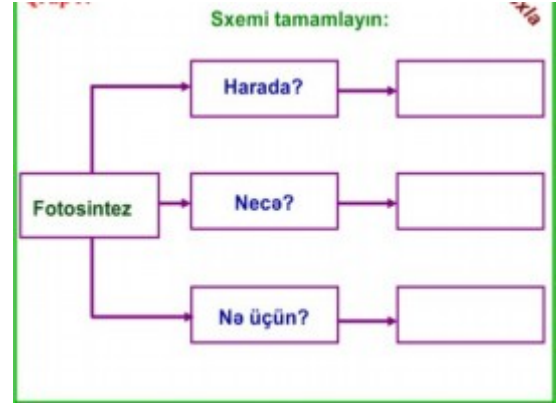 Sxemi tamamlayın:
Harada?
Fotosintez
Necə?
Nə üçün?